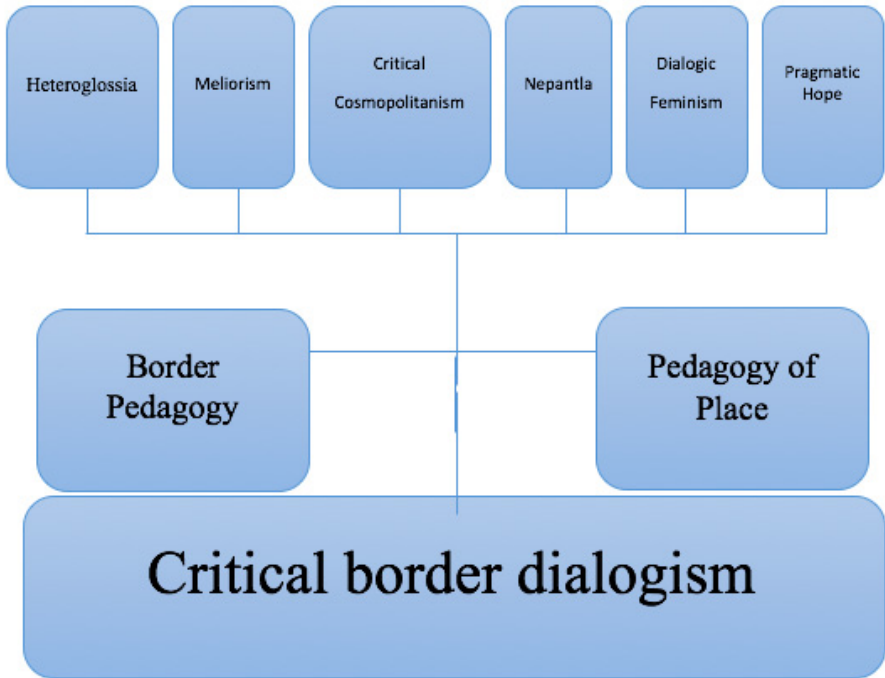 Heteroglossia
Meliorism
Critical
Cosmopolitanism
Nepantla
Dialogic
Feminism
Pragmatic
Hope
Border
Pedagogy
Pedagogy of
Place
Critical border dialogism